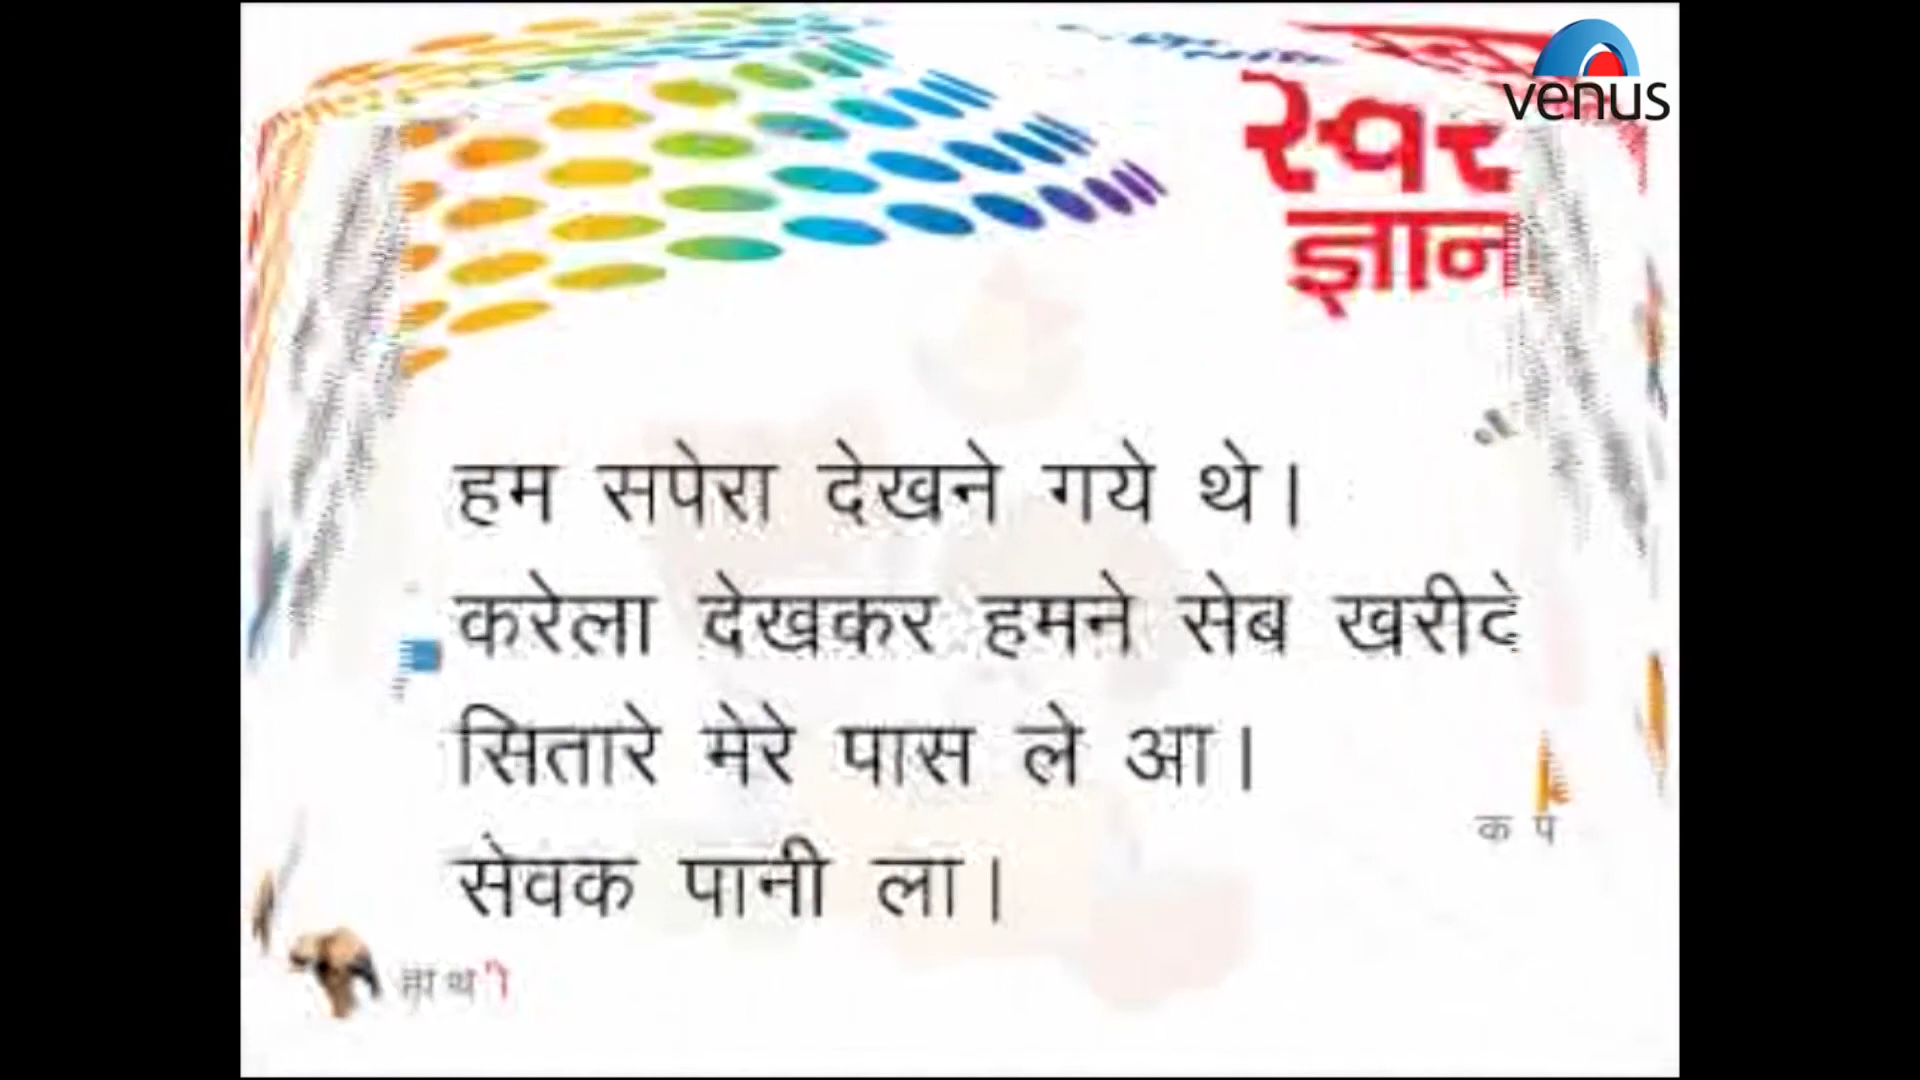 venus
स्वर
ज्ञान
हम सपेरा देखने गये थे।
करेला देखकर हमने सेब खरीदे
सितारे मेरे पास ले आ।
सेवक पानी ला।
क प
हाथी